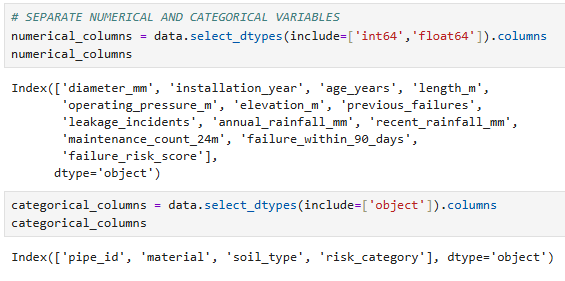 # SEPARATE NUMERICAL AND CATEGORICAL VARIABLES
numerical_columns = data.select_dtypes(include=['int64','float64']).columns
numerical_columns
Index(['diameter_mm', 'installation_year', 'age_years', 'length_m',
       'operating_pressure_m', 'elevation_m', 'previous_failures',
       'leakage_incidents', 'annual_rainfall_mm', 'recent_rainfall_mm',
       'maintenance_count_24m', 'failure_within_90_days',
       'failure_risk_score'],
      dtype='object')
categorical_columns = data.select_dtypes(include=['object']).columns
categorical_columns
Index(['pipe_id', 'material', 'soil_type', 'risk_category'], dtype='object')